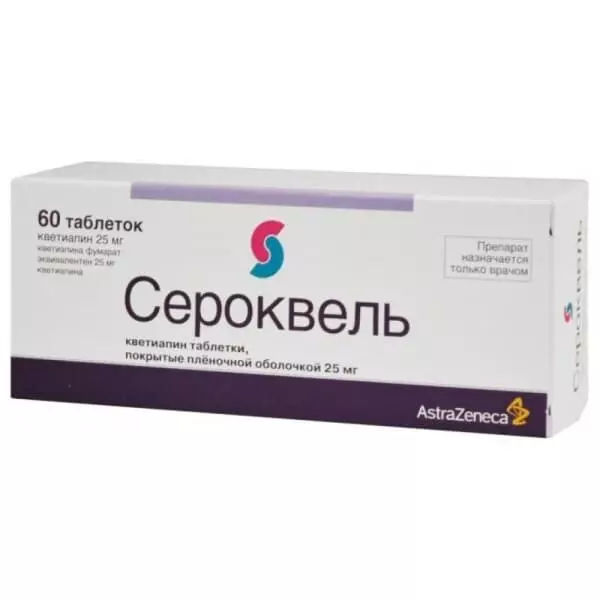 60 таблеток
кветиапин 25 мг
кветиапина фумарат
эквивалентен 25 мг
кветиапина
Препарат
назначается
только врачом
Сероквель
кветиапин таблетки,
покрытые плёночной оболочкой 25 мг
AstraZeneca
Сероквель